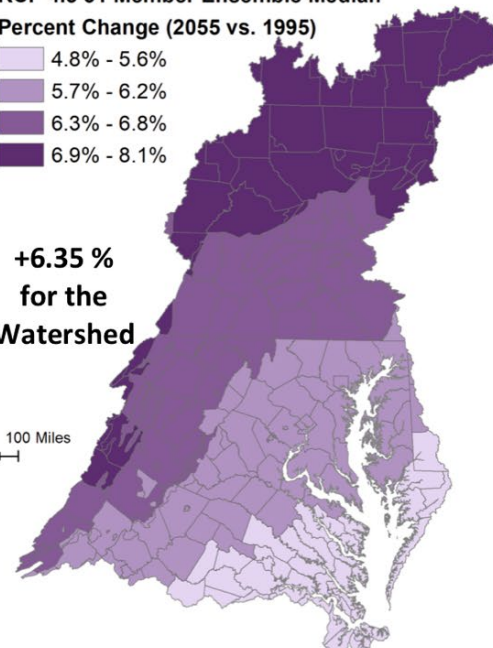 Percent Change (2055 vs. 1995)
4.8% - 5.6%
5.7% - 6.2%
6.3% - 6.8%
6.9% - 8.1%
+6.35 %
for the
Watershed
100 Miles